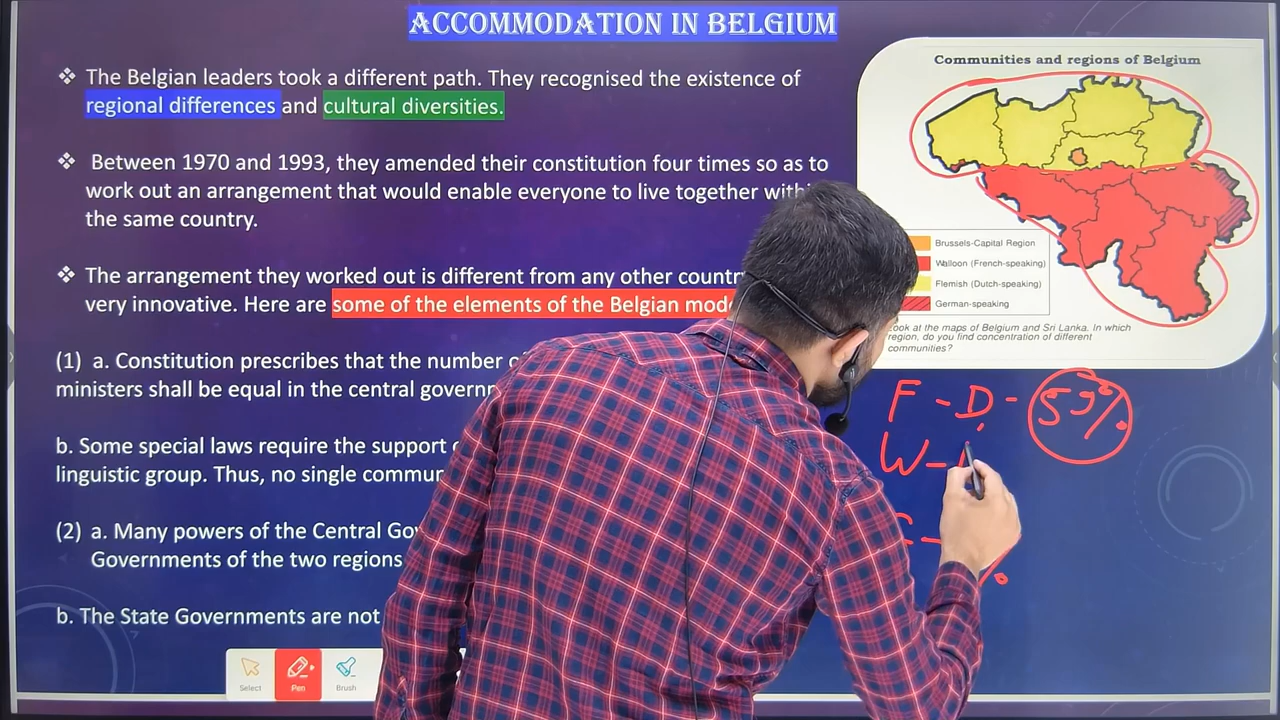 ACCOMMODATION IN BELGIUM
❖ The Belgian leaders took a different path. They recognised the existence of
regional differences and cultural diversities.
❖ Between 1970 and 1993, they amended their constitution four times so as to
work out an arrangement that would enable everyone to live together
the same country.
❖ The arrangement they worked out is different from any other
very innovative. Here are some of the elements of the Belgian
(1) a. Constitution prescribes that the number
ministers shall be equal in the central
b. Some special laws require the support
linguistic group. Thus, no single
(2) a. Many powers of the Central
Governments of the two regions
b. The State Governments are not
Select Pen Brush
Communities and regions of Belgium
Brussels-Capital Region
Walloon (French-speaking)
Flemish (Dutch-speaking)
German-speaking
Look at the maps of Belgium and Sri Lanka. In which
region, do you find concentration of different
communities?
F - D - 59%
W -